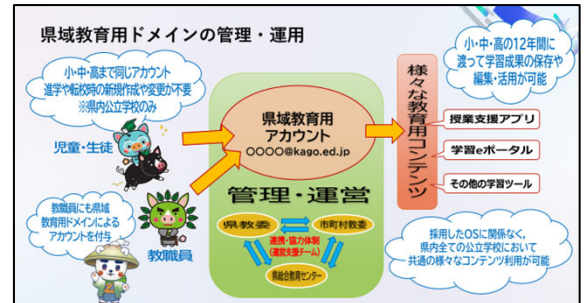 県域教育用ドメインの管理・運用
小・中・高まで同じアカウント
進学や転校時の新規作成や変更が不要
※県内公立学校のみ
児童・生徒
教職員にも県域
教育用ドメインによる
アカウントを付与
教職員
県域教育用
アカウント
〇〇〇〇@kago.ed.jp
管理・運営
県教委
市町村教委
連携・協力体制
(運営支援チーム)
県総合教育センター
様々な教育用コンテンツ
小・中・高の12年間に
渡って学習成果の保存や
編集・活用が可能
授業支援アプリ
学習eポータル
その他の学習ツール
採用したOSに関係なく、
県内全ての公立学校において
共通の様々なコンテンツ利用が可能